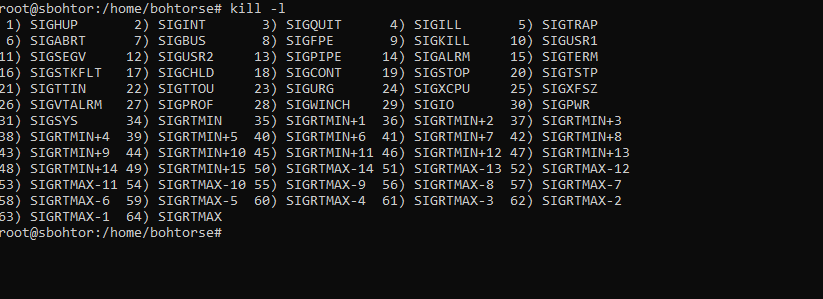 root@sbohtor:/home/bohtorse# kill -l
1) SIGHUP 2) SIGINT 3) SIGQUIT 4) SIGILL 5) SIGTRAP
6) SIGABRT 7) SIGBUS 8) SIGFPE 9) SIGKILL 10) SIGUSR1
11) SIGSEGV 12) SIGUSR2 13) SIGPIPE 14) SIGALRM 15) SIGTERM
16) SIGSTKFLT 17) SIGCHLD 18) SIGCONT 19) SIGSTOP 20) SIGTSTP
21) SIGTTIN 22) SIGTTOU 23) SIGURG 24) SIGXCPU 25) SIGXFSZ
26) SIGVTALRM 27) SIGPROF 28) SIGWINCH 29) SIGIO 30) SIGPWR
31) SIGSYS 34) SIGRTMIN 35) SIGRTMIN+1 36) SIGRTMIN+2 37) SIGRTMIN+3
38) SIGRTMIN+4 39) SIGRTMIN+5 40) SIGRTMIN+6 41) SIGRTMIN+7 42) SIGRTMIN+8
43) SIGRTMIN+9 44) SIGRTMIN+10 45) SIGRTMIN+11 46) SIGRTMIN+12 47) SIGRTMIN+13
48) SIGRTMIN+14 49) SIGRTMIN+15 50) SIGRTMAX-14 51) SIGRTMAX-13 52) SIGRTMAX-12
53) SIGRTMAX-11 54) SIGRTMAX-10 55) SIGRTMAX-9 56) SIGRTMAX-8 57) SIGRTMAX-7
58) SIGRTMAX-6 59) SIGRTMAX-5 60) SIGRTMAX-4 61) SIGRTMAX-3 62) SIGRTMAX-2
63) SIGRTMAX-1 64) SIGRTMAX
root@sbohtor:/home/bohtorse#